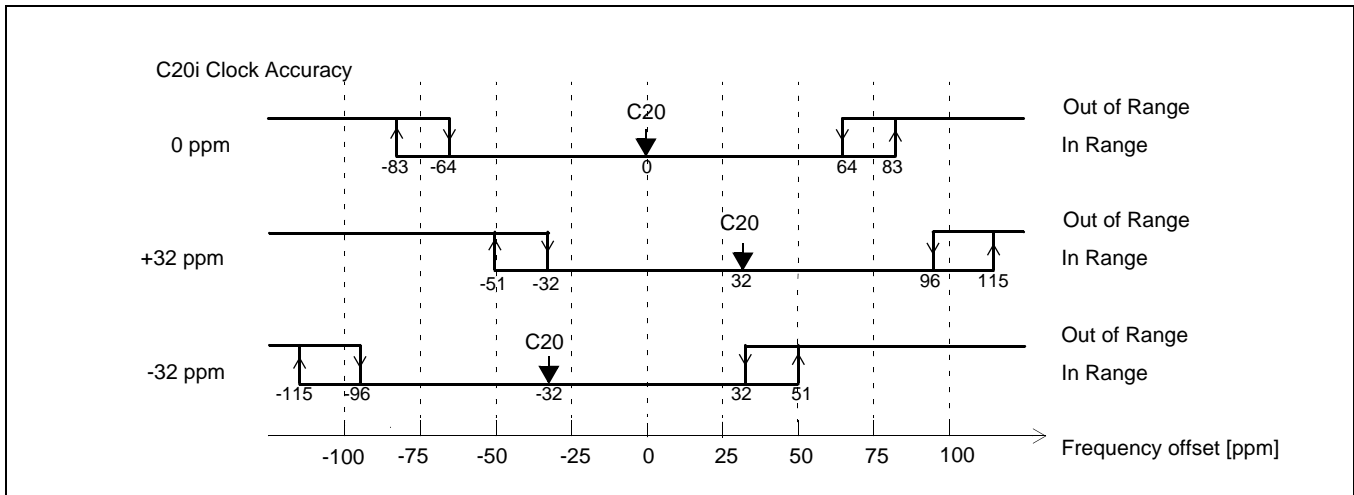 C20i Clock Accuracy
C20
Out of Range
0 ppm
In Range
-83 -64 0 64 83
C20
Out of Range
+32 ppm
In Range
-51 -32 32 96 115
C20
Out of Range
-32 ppm
In Range
-115 -96 -32 32 51
-100 -75 -50 -25 0 25 50 75 100
Frequency offset [ppm]